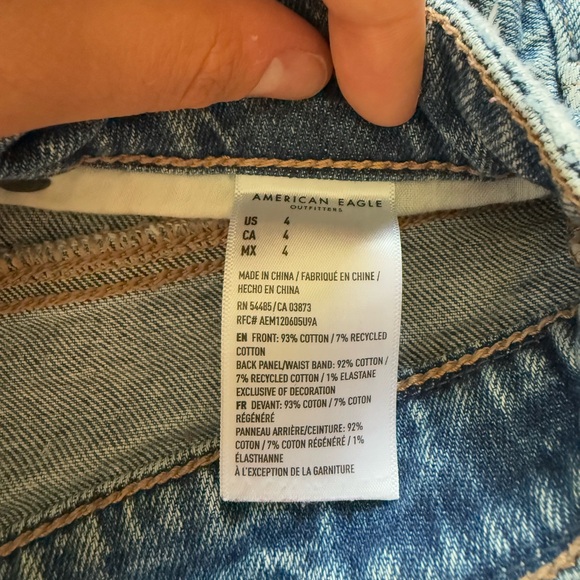 AMERICAN EAGLE
OUTFITTERS
US 4
CA 4
MX 4
MADE IN CHINA / FABRIQUÉ EN CHINE /
HECHO EN CHINA
RN 54485/CA 03873
RFC# AEM120605U9A
EN FRONT: 93% COTTON / 7% RECYCLED
COTTON
BACK PANEL/WAIST BAND: 92% COTTON /
7% RECYCLED COTTON / 1% ELASTANE
EXCLUSIVE OF DECORATION
FR DEVANT: 93% COTON / 7% COTON
RÉGÉNÉRÉ
PANNEAU ARRIÈRE/CEINTURE: 92%
COTON / 7% COTON RÉGÉNÉRÉ / 1%
ÉLASTHANNE
À L'EXCEPTION DE LA GARNITURE